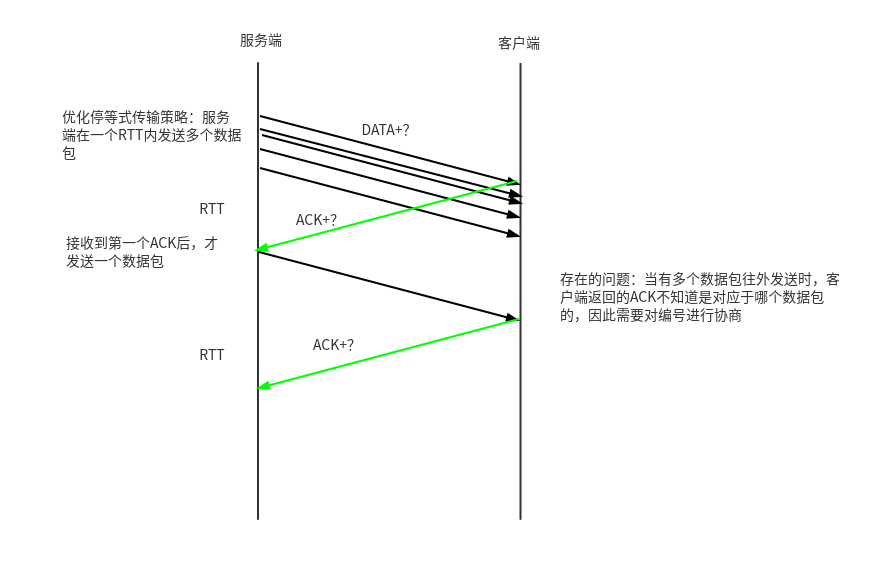 服务端
客户端
优化停等式传输策略：服务
端在一个RTT内发送多个数据
包
DATA+?
RTT
ACK+?
接收到第一个ACK后，才
发送一个数据包
存在的问题：当有多个数据包往外发送时，客
户端返回的ACK不知道是对应于哪个数据包
的，因此需要对编号进行协商
ACK+?
RTT